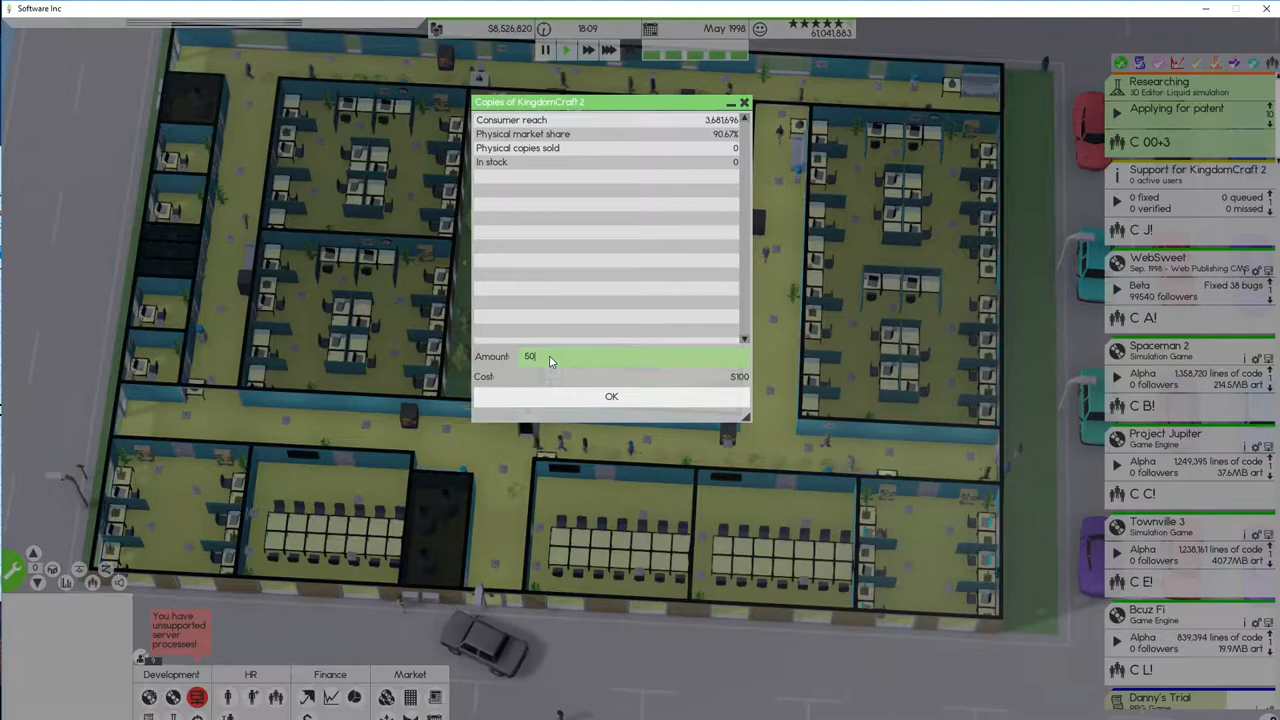 Software Inc
$8,526,820
18:09
May 1998
61,041,883
Copies of KingdomCraft 2
Consumer reach 3,681,696
Physical market share 90.67%
Physical copies sold 0
In stock 0
Amount: 50
Cost: $100
OK
Researching
3D Editor: Liquid simulation
Applying for patent 10
C 00+3
Support for KingdomCraft 2
0 active users
0 fixed 0 queued
0 verified 0 missed
C J!
WebSweet
Sep. 1998 - Web Publishing CMS
Beta Fixed 38 bugs
99540 followers
C A!
Spaceman 2
Simulation Game
Alpha 1,358,720 lines of code
0 followers 214.5MB art
C B!
Project Jupiter
Game Engine
Alpha 1,249,395 lines of code
0 followers 37.6MB art
C C!
Townville 3
Simulation Game
Alpha 1,238,161 lines of code
0 followers 407.7MB art
C E!
Bcuz Fi
Game Engine
Alpha 839,394 lines of code
0 followers 19.9MB art
C L!
Danny's Trial
RPG Game
0
You have
unsupported
server
processes!
9
Development HR Finance Market